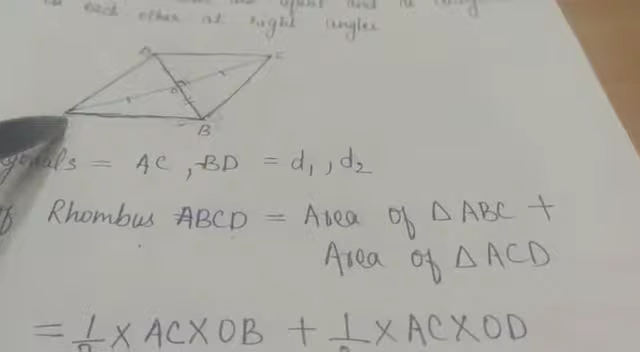 each other at right angles
D
C
O
B
= AC, BD = d₁, d₂
Rhombus ABCD = Area of △ ABC +
Area of △ ACD
= 1/2 X AC X OB + 1/2 X AC X OD